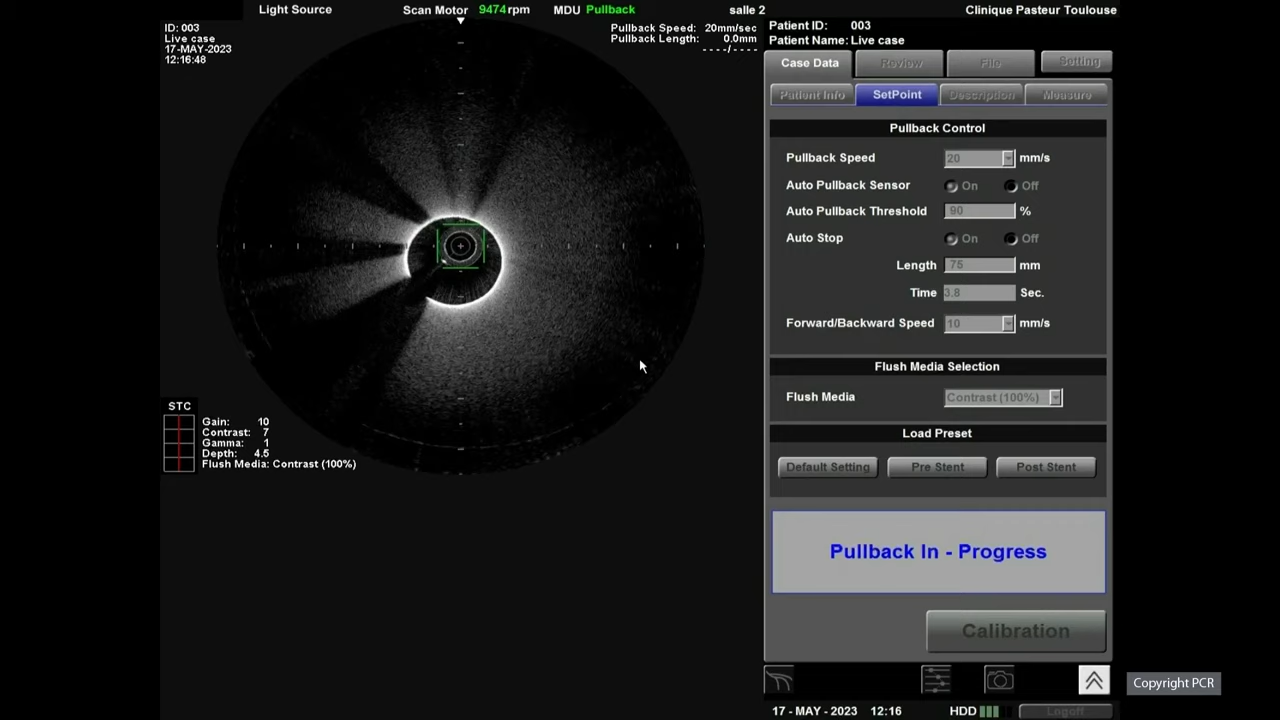 Light Source Scan Motor 9474rpm MDU Pullback salle 2 Clinique Pasteur Toulouse
ID: 003
Live case
17-MAY-2023
12:16:48
Pullback Speed: 20mm/sec
Pullback Length: 0.0mm
----/----
Patient ID: 003
Patient Name: Live case
Case Data Review File Setting
Patient Info SetPoint Description Measure
Pullback Control
Pullback Speed 20 mm/s
Auto Pullback Sensor On Off
Auto Pullback Threshold 90 %
Auto Stop On Off
Length 75 mm
Time 3.8 Sec.
Forward/Backward Speed 10 mm/s
Flush Media Selection
Flush Media Contrast (100%)
Load Preset
Default Setting Pre Stent Post Stent
Pullback In - Progress
Calibration
STC
Gain: 10
Contrast: 7
Gamma: 1
Depth: 4.5
Flush Media: Contrast (100%)
Copyright PCR
17 - MAY - 2023 12:16 HDD Logoff